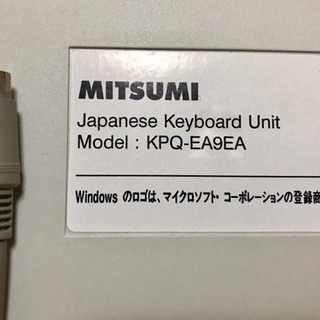 MITSUMI
Japanese Keyboard Unit
Model : KPQ-EA9EA
Windows のロゴは、マイクロソフト・コーポレーションの登録商